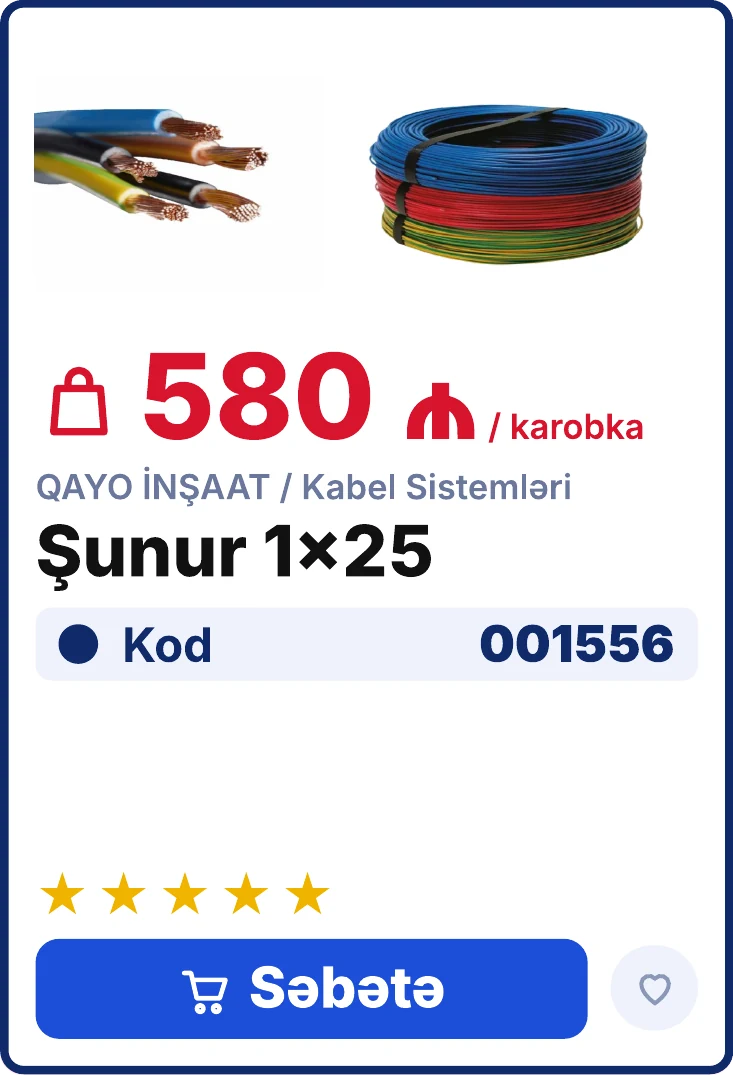 580 ₼ / karobka
QAYO İNŞAAT / Kabel Sistemləri
Şunur 1×25
Kod 001556
Səbətə